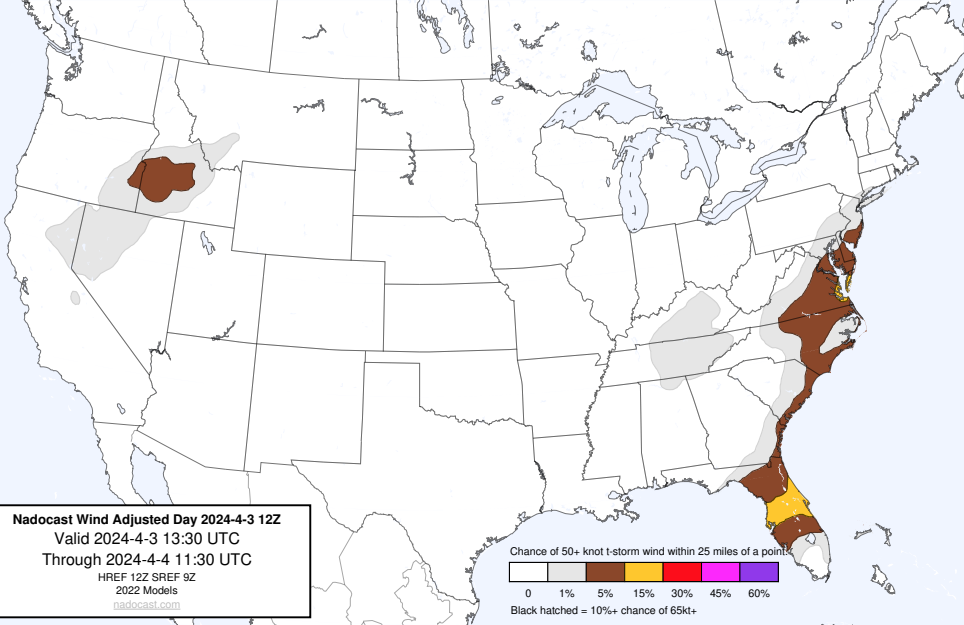 Nadocast Wind Adjusted Day 2024-4-3 12Z
Valid 2024-4-3 13:30 UTC
Through 2024-4-4 11:30 UTC
HREF 12Z SREF 9Z
2022 Models
nadocast.com
Chance of 50+ knot t-storm wind within 25 miles of a point.
0 1% 5% 15% 30% 45% 60%
Black hatched = 10%+ chance of 65kt+